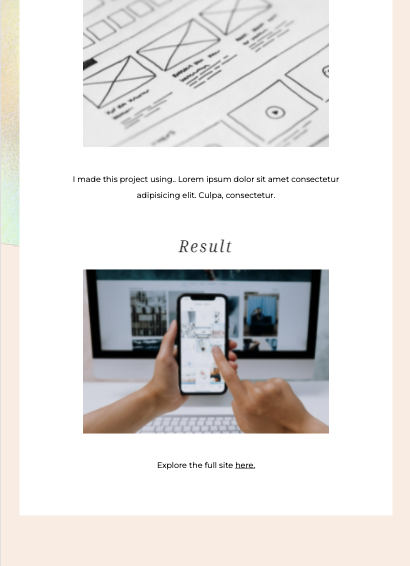 I made this project using.. Lorem ipsum dolor sit amet consectetur
adipisicing elit. Culpa, consectetur.
Result
Explore the full site here.